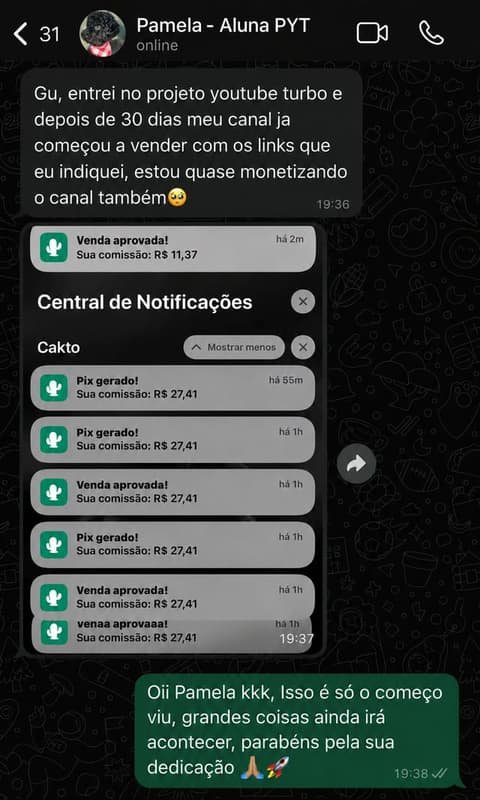 31
Pamela - Aluna PYT
online
Gu, entrei no projeto youtube turbo e
depois de 30 dias meu canal ja
começou a vender com os links que
eu indiquei, estou quase monetizando
o canal também🥺
19:36
Venda aprovada!
há 2m
Sua comissão: R$ 11,37
Central de Notificações
Cakto
Mostrar menos
Pix gerado!
há 55m
Sua comissão: R$ 27,41
Pix gerado!
há 1h
Sua comissão: R$ 27,41
Venda aprovada!
há 1h
Sua comissão: R$ 27,41
Pix gerado!
há 1h
Sua comissão: R$ 27,41
Venda aprovada!
há 1h
Sua comissão: R$ 27,41
venaa aprovaaa!
há 1h
Sua comissão: R$ 27,41
19:37
Oii Pamela kkk, Isso é só o começo
viu, grandes coisas ainda irá
acontecer, parabéns pela sua
dedicação 🙏🏽🚀
19:38